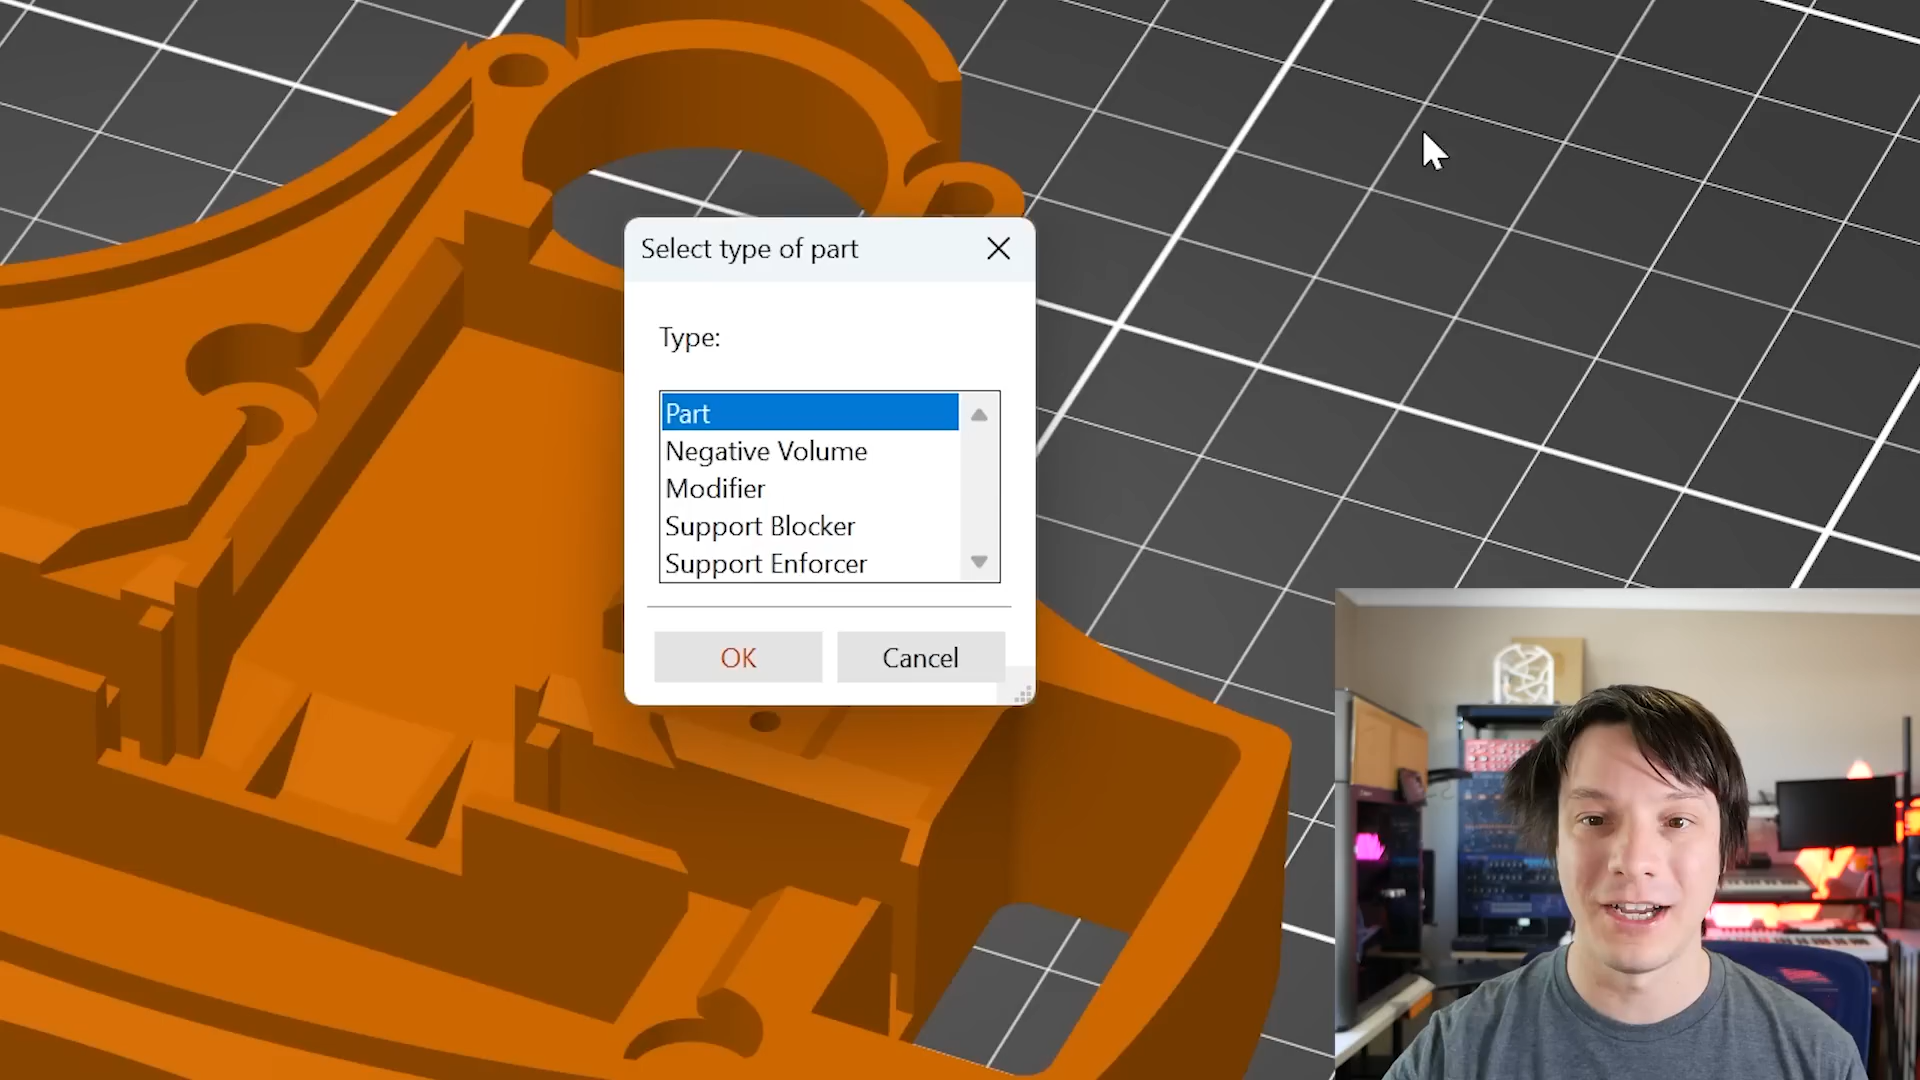 Select type of part
Type:
Part
Negative Volume
Modifier
Support Blocker
Support Enforcer
OK
Cancel